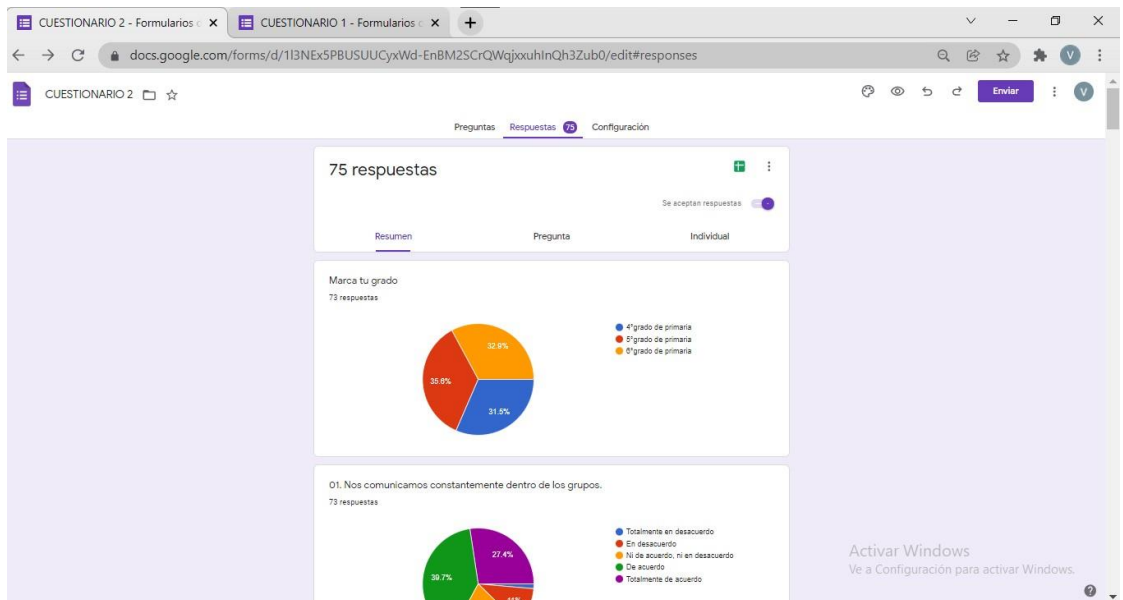 CUESTIONARIO 2 - Formularios
CUESTIONARIO 1 - Formularios
docs.google.com/forms/d/1I3NEx5PBUSUUCyxWd-EnBM2SCrQWqjxxuhInQh3Zub0/edit#responses
V
CUESTIONARIO 2
Enviar
V
Preguntas Respuestas 75 Configuración
75 respuestas
Se aceptan respuestas
Resumen Pregunta Individual
Marca tu grado
73 respuestas
4°grado de primaria
5°grado de primaria
6°grado de primaria
32.9%
35.6%
31.5%
01. Nos comunicamos constantemente dentro de los grupos.
73 respuestas
Totalmente en desacuerdo
En desacuerdo
Ni de acuerdo, ni en desacuerdo
De acuerdo
Totalmente de acuerdo
27.4%
39.7%
Activar Windows
Ve a Configuración para activar Windows.